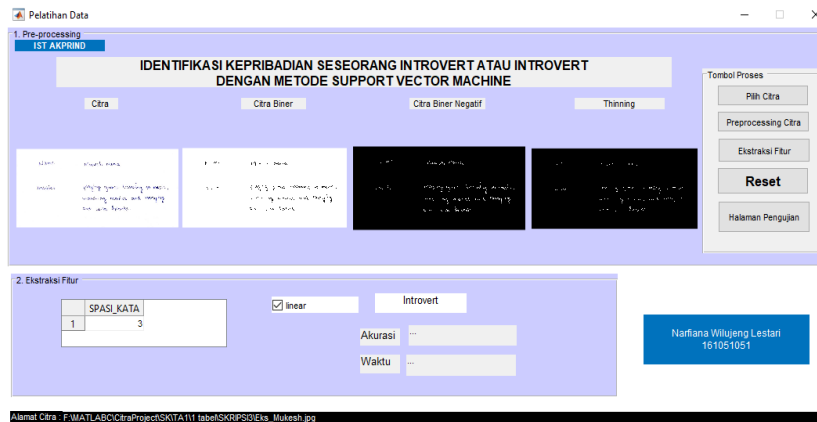 Pelatihan Data
1. Pre-processing
IST AKPRIND
IDENTIFIKASI KEPRIBADIAN SESEORANG INTROVERT ATAU INTROVERT
DENGAN METODE SUPPORT VECTOR MACHINE
Citra
Citra Biner
Citra Biner Negatif
Thinning
Tombol Proses
Pilih Citra
Preprocessing Citra
Ekstraksi Fitur
Reset
Halaman Pengujian
2. Ekstraksi Fitur
SPASI_KATA
1 3
linear
Introvert
Akurasi ...
Waktu ...
Narfiana Wilujeng Lestari
161051051
Alamat Citra : F:\MATLABC\CitraProject\SK\TA1\1 tabel\SKRIPSI3\Eks_Mukesh.jpg